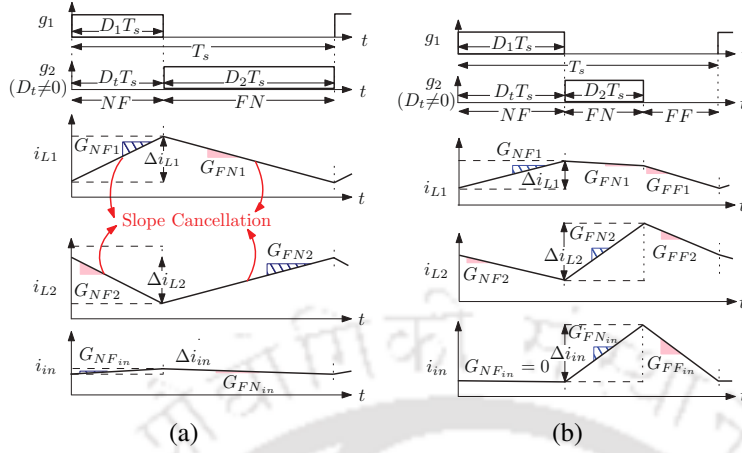 g1
D1Ts
t
Ts
g2
(Dt≠0)
DtTs
D2Ts
t
NF
FN
iL1
GNF1
ΔiL1
GFN1
t
Slope Cancellation
iL2
GNF2
ΔiL2
GFN2
t
iin
GNFin
Δiin
GFNin
t
(a)
g1
D1Ts
t
Ts
g2
(Dt≠0)
DtTs
D2Ts
t
NF
FN
FF
iL1
GNF1
ΔiL1
GFN1
GFF1
t
iL2
GNF2
GFN2
ΔiL2
GFF2
t
iin
GNFin = 0
GFNin
Δiin
GFFin
t
(b)